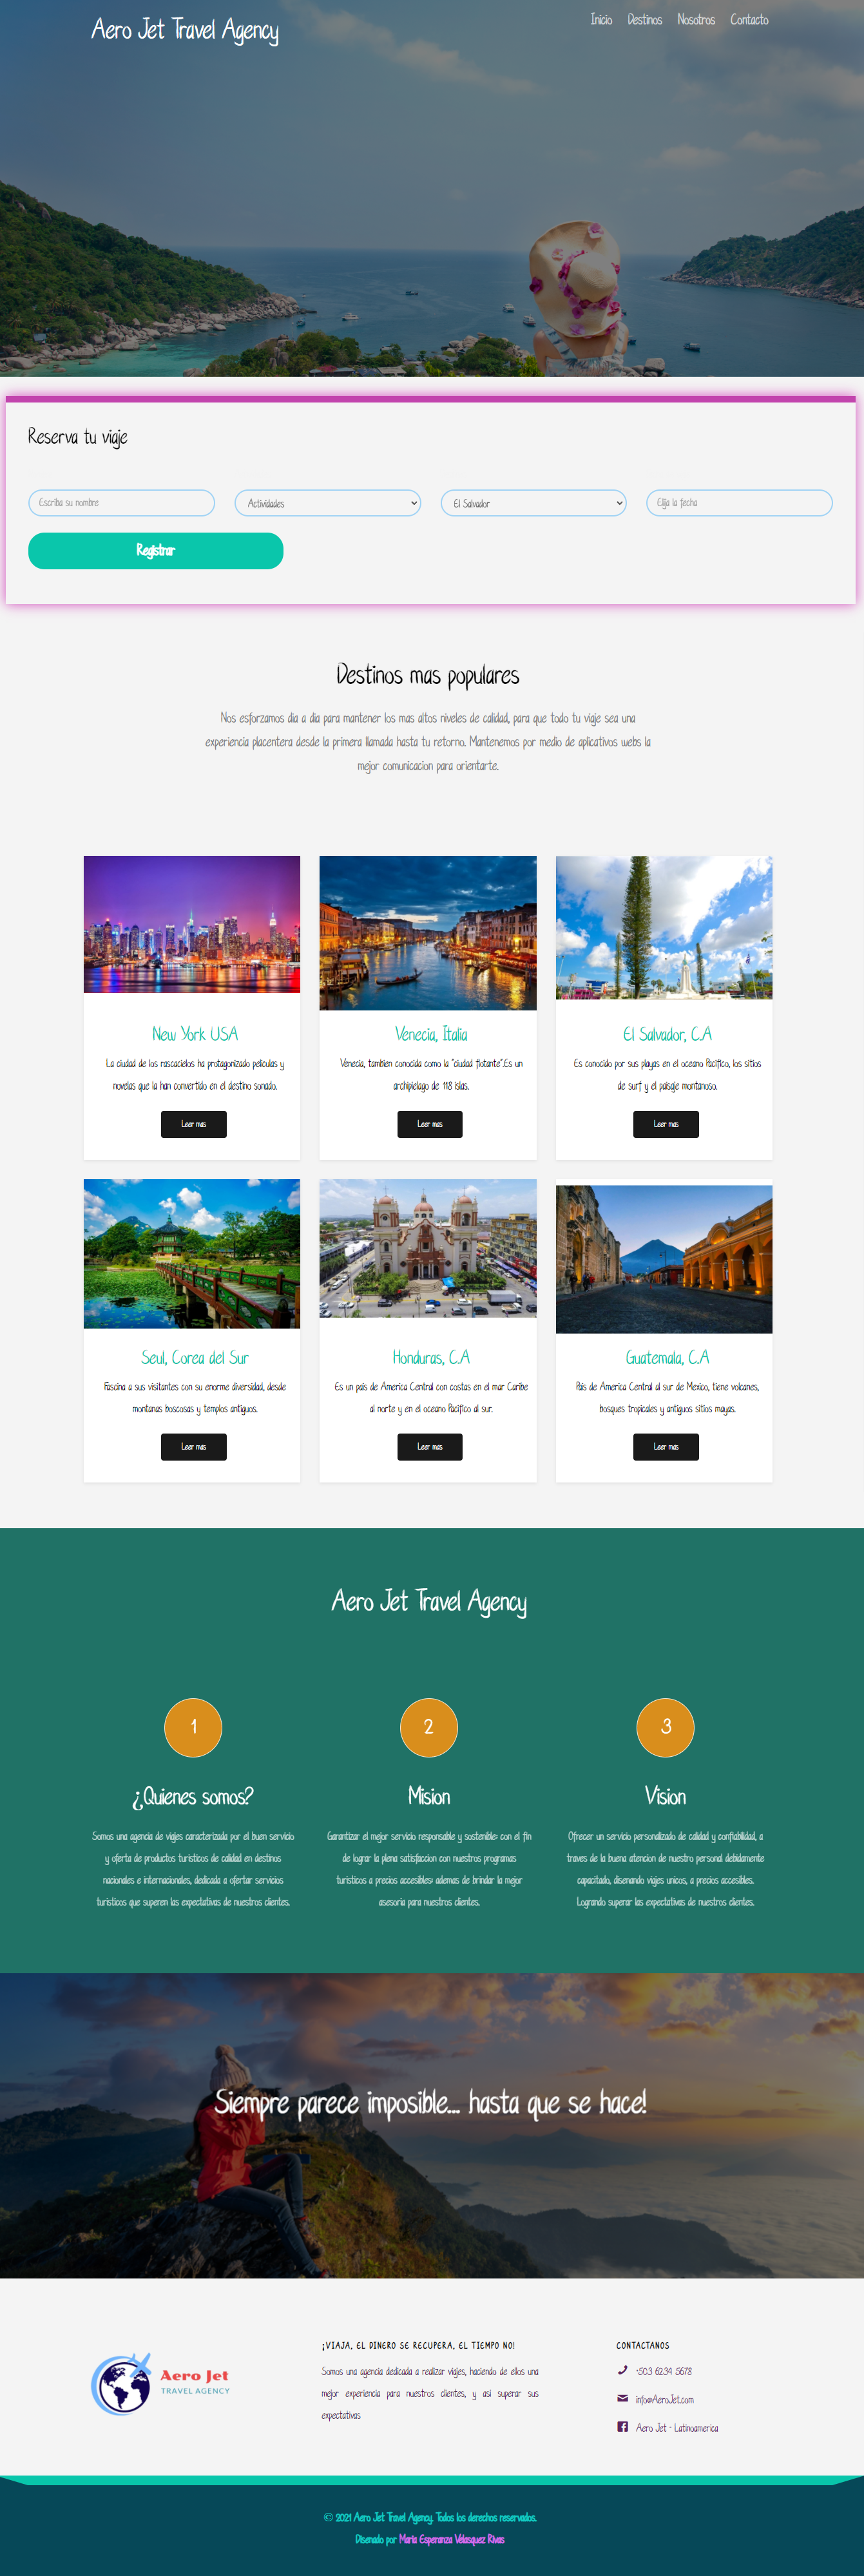 Aero Jet Travel Agency
Inicio Destinos Nosotros Contacto
Reserva tu viaje
Escriba su nombre
Actividades
El Salvador
Elija la fecha
Registrar
Destinos mas populares
Nos esforzamos dia a dia para mantener los mas altos niveles de calidad, para que todo tu viaje sea una
experiencia placentera desde la primera llamada hasta tu retorno. Mantenemos por medio de aplicativos webs la
mejor comunicacion para orientarte.
New York USA
La ciudad de los rascacielos ha protagonizado peliculas y
novelas que la han convertido en el destino sonado.
Leer mas
Venecia, Italia
Venecia, tambien conocida como la "ciudad flotante".Es un
archipielago de 118 islas.
Leer mas
El Salvador, C.A
Es conocido por sus playas en el oceano Pacifico, los sitios
de surf y el paisaje montanoso.
Leer mas
Seul, Corea del Sur
Fascina a sus visitantes con su enorme diversidad, desde
montanas boscosas y templos antiguos.
Leer mas
Honduras, C.A
Es un pais de America Central con costas en el mar Caribe
al norte y en el oceano Pacifico al sur.
Leer mas
Guatemala, C.A
Pais de America Central al sur de Mexico, tiene volcanes,
bosques tropicales y antiguos sitios mayas.
Leer mas
Aero Jet Travel Agency
1
¿Quienes somos?
Somos una agencia de viajes caracterizada por el buen servicio
y oferta de productos turisticos de calidad en destinos
nacionales e internacionales, dedicada a ofertar servicios
turisticos que superen las expectativas de nuestros clientes.
2
Mision
Garantizar el mejor servicio responsable y sostenible; con el fin
de lograr la plena satisfaccion con nuestros programas
turisticos a precios accesibles; ademas de brindar la mejor
asesoria para nuestros clientes.
3
Vision
Ofrecer un servicio personalizado de calidad y confiabilidad, a
traves de la buena atencion de nuestro personal debidamente
capacitado, disenando viajes unicos, a precios accesibles.
Logrando superar las expectativas de nuestros clientes.
Siempre parece imposible... hasta que se hace!
Aero Jet
TRAVEL AGENCY
¡VIAJA, EL DINERO SE RECUPERA, EL TIEMPO NO!
Somos una agencia dedicada a realizar viajes, haciendo de ellos una
mejor experiencia para nuestros clientes, y asi superar sus
expectativas
CONTACTANOS
+503 6234 5678
info@AeroJet.com
Aero Jet - Latinoamerica
© 2021 Aero Jet Travel Agency. Todos los derechos reservados.
Disenado por Maria Esperanza Velasquez Rivas